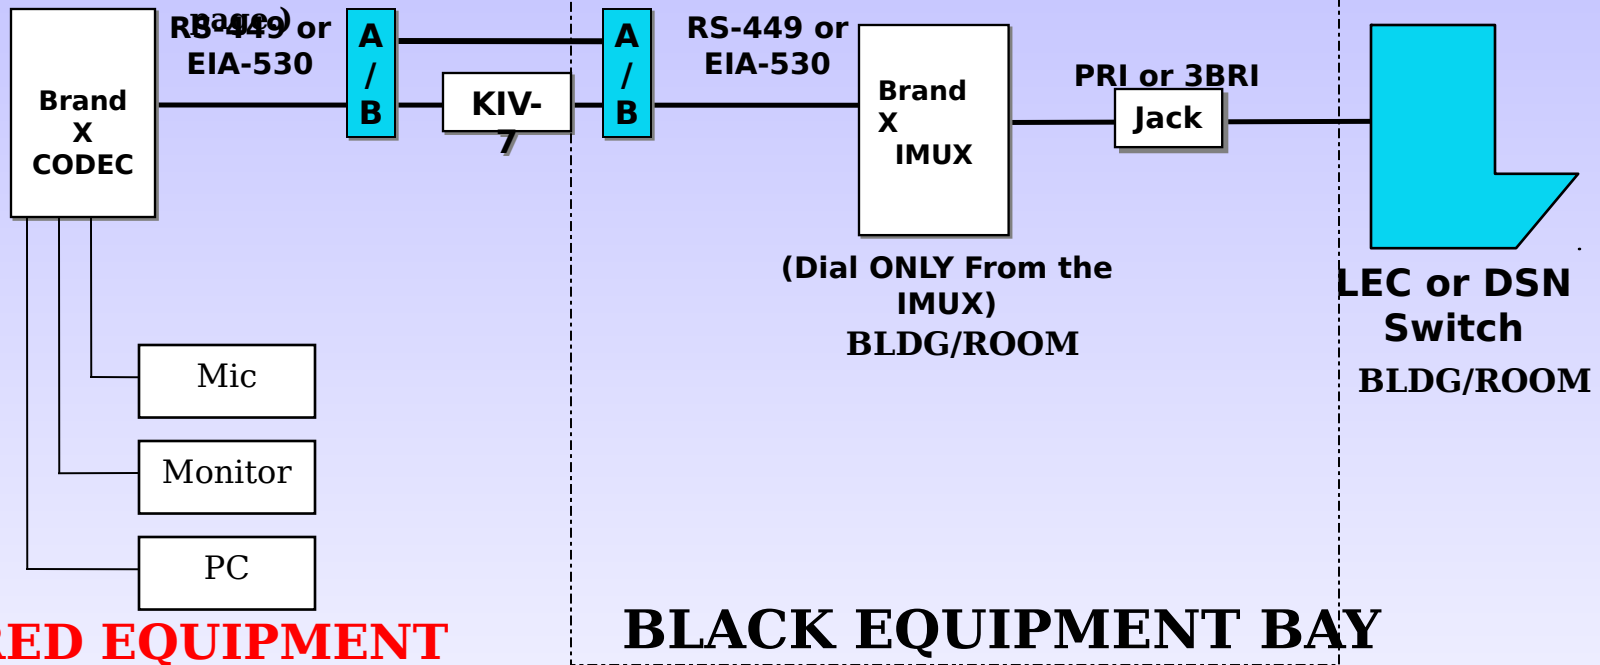 page.)
RS-449 or
EIA-530
A
/
B
A
/
B
RS-449 or
EIA-530
Brand
X
CODEC
KIV-
7
Brand
X
IMUX
PRI or 3BRI
Jack
(Dial ONLY From the
IMUX)
BLDG/ROOM
LEC or DSN
Switch
BLDG/ROOM
Mic
Monitor
PC
RED EQUIPMENT
BLACK EQUIPMENT BAY